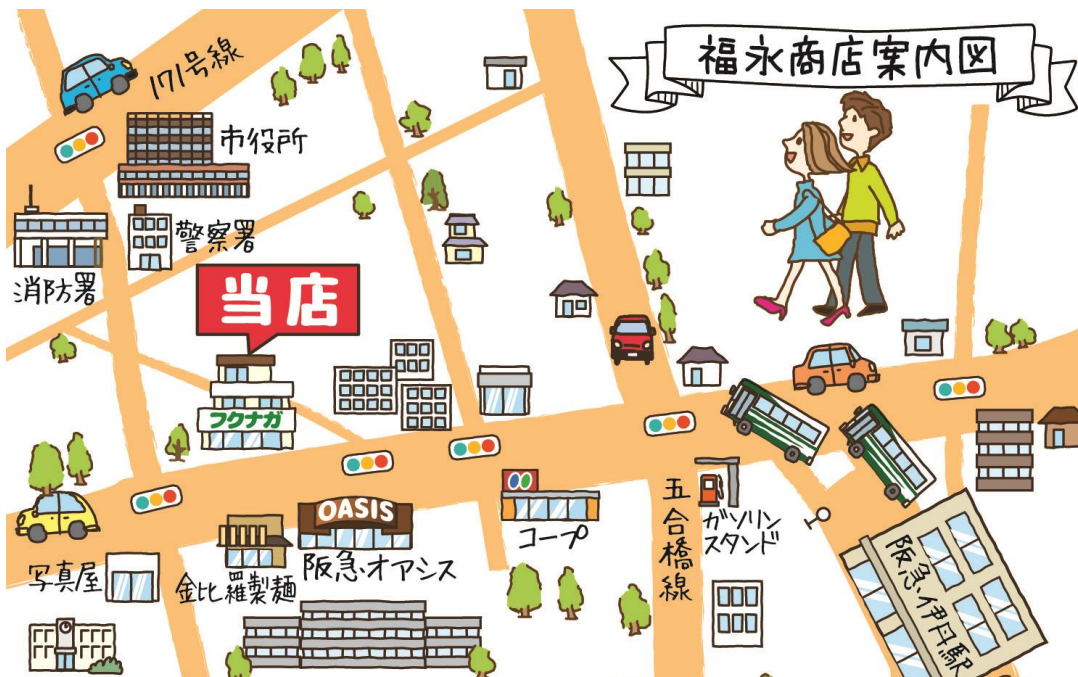 福永商店案内図
171号線
市役所
警察署
消防署
当店
フクナガ
OASIS
阪急オアシス
コープ
五合橋線
ガソリン
スタンド
写真屋
金比羅製麺
阪急伊丹駅